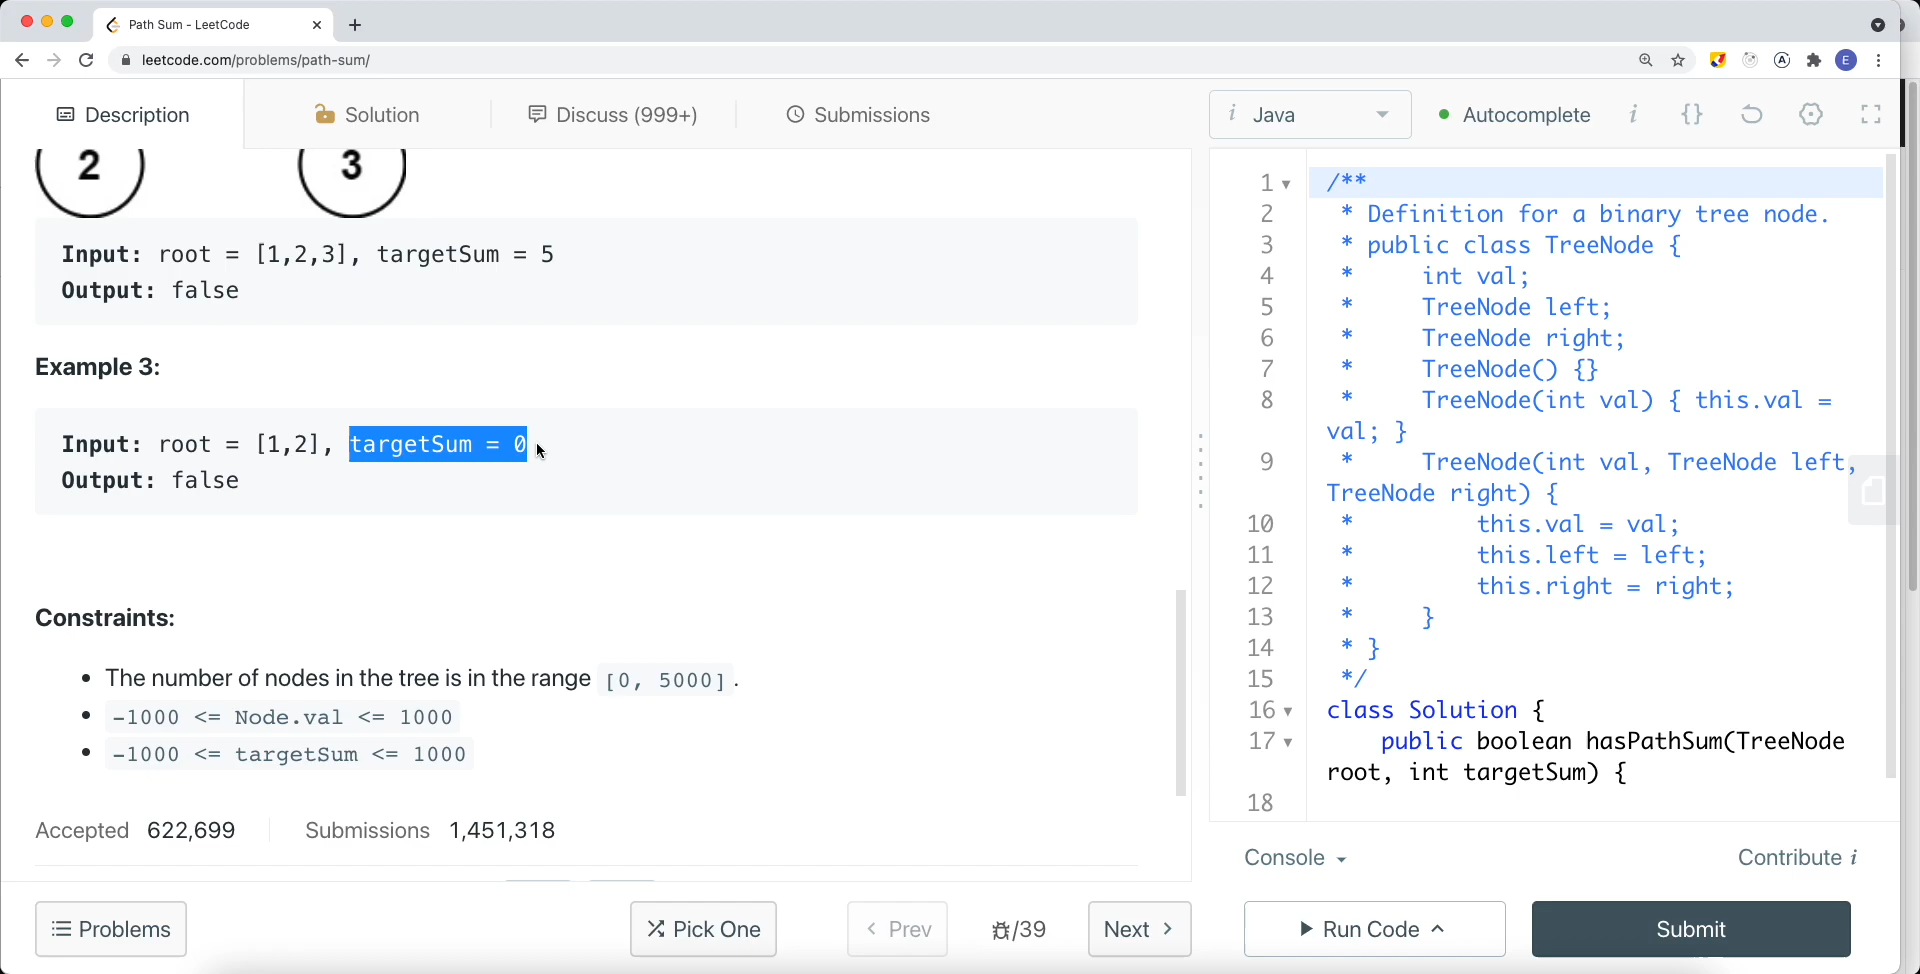 Path Sum - LeetCode
leetcode.com/problems/path-sum/
A
E
Description
Solution
Discuss (999+)
Submissions
i Java
Autocomplete
i
{}
2
3
Input: root = [1,2,3], targetSum = 5
Output: false
Example 3:
Input: root = [1,2], targetSum = 0
Output: false
Constraints:
The number of nodes in the tree is in the range [0, 5000].
-1000 <= Node.val <= 1000
-1000 <= targetSum <= 1000
Accepted 622,699
Submissions 1,451,318
Problems
Pick One
< Prev
/39
Next >
1 /**
2  * Definition for a binary tree node.
3  * public class TreeNode {
4  *     int val;
5  *     TreeNode left;
6  *     TreeNode right;
7  *     TreeNode() {}
8  *     TreeNode(int val) { this.val =
val; }
9  *     TreeNode(int val, TreeNode left,
TreeNode right) {
10  *         this.val = val;
11  *         this.left = left;
12  *         this.right = right;
13  *     }
14  * }
15  */
16 class Solution {
17     public boolean hasPathSum(TreeNode
root, int targetSum) {
18
Console
Contribute i
Run Code
Submit